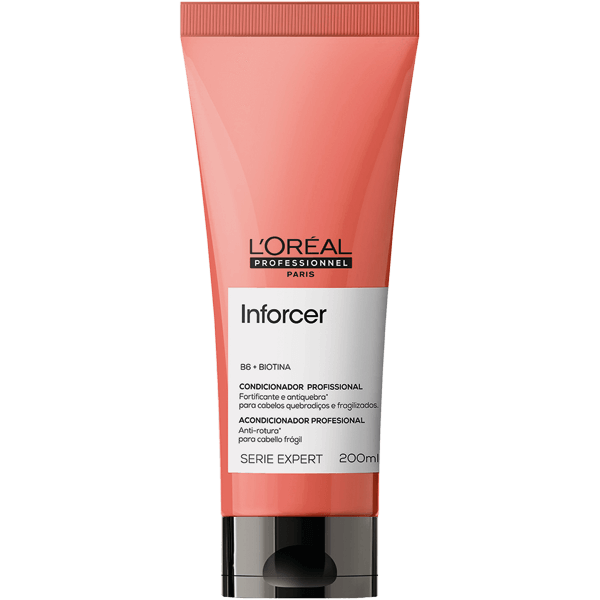 L'ORÉAL
PROFESSIONNEL
PARIS
Inforcer
B6 + BIOTINA
CONDICIONADOR PROFISSIONAL
Fortificante e antiquebra*
para cabelos quebradiços e fragilizados.
ACONDICIONADOR PROFESIONAL
Anti-rotura*
para cabello frágil
SERIE EXPERT 200ml